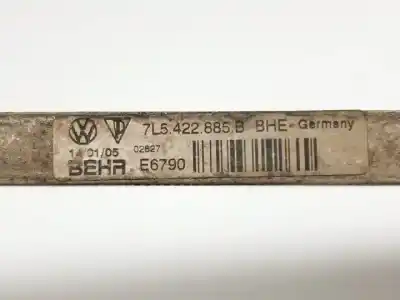 7L5.422.885.B BHE-Germany
14/01/05 02827
BEHR E6790